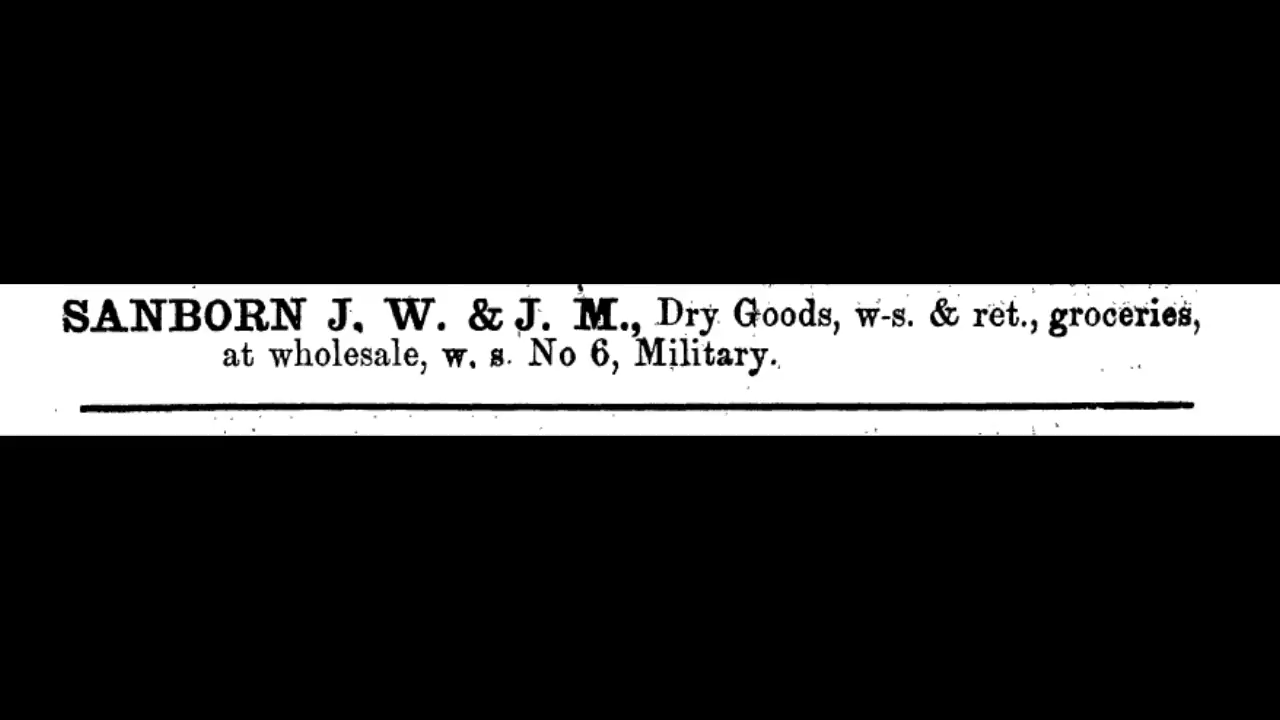 SANBORN J. W. & J. M., Dry Goods, w-s. & ret., groceries,
at wholesale, w. s. No 6, Military.